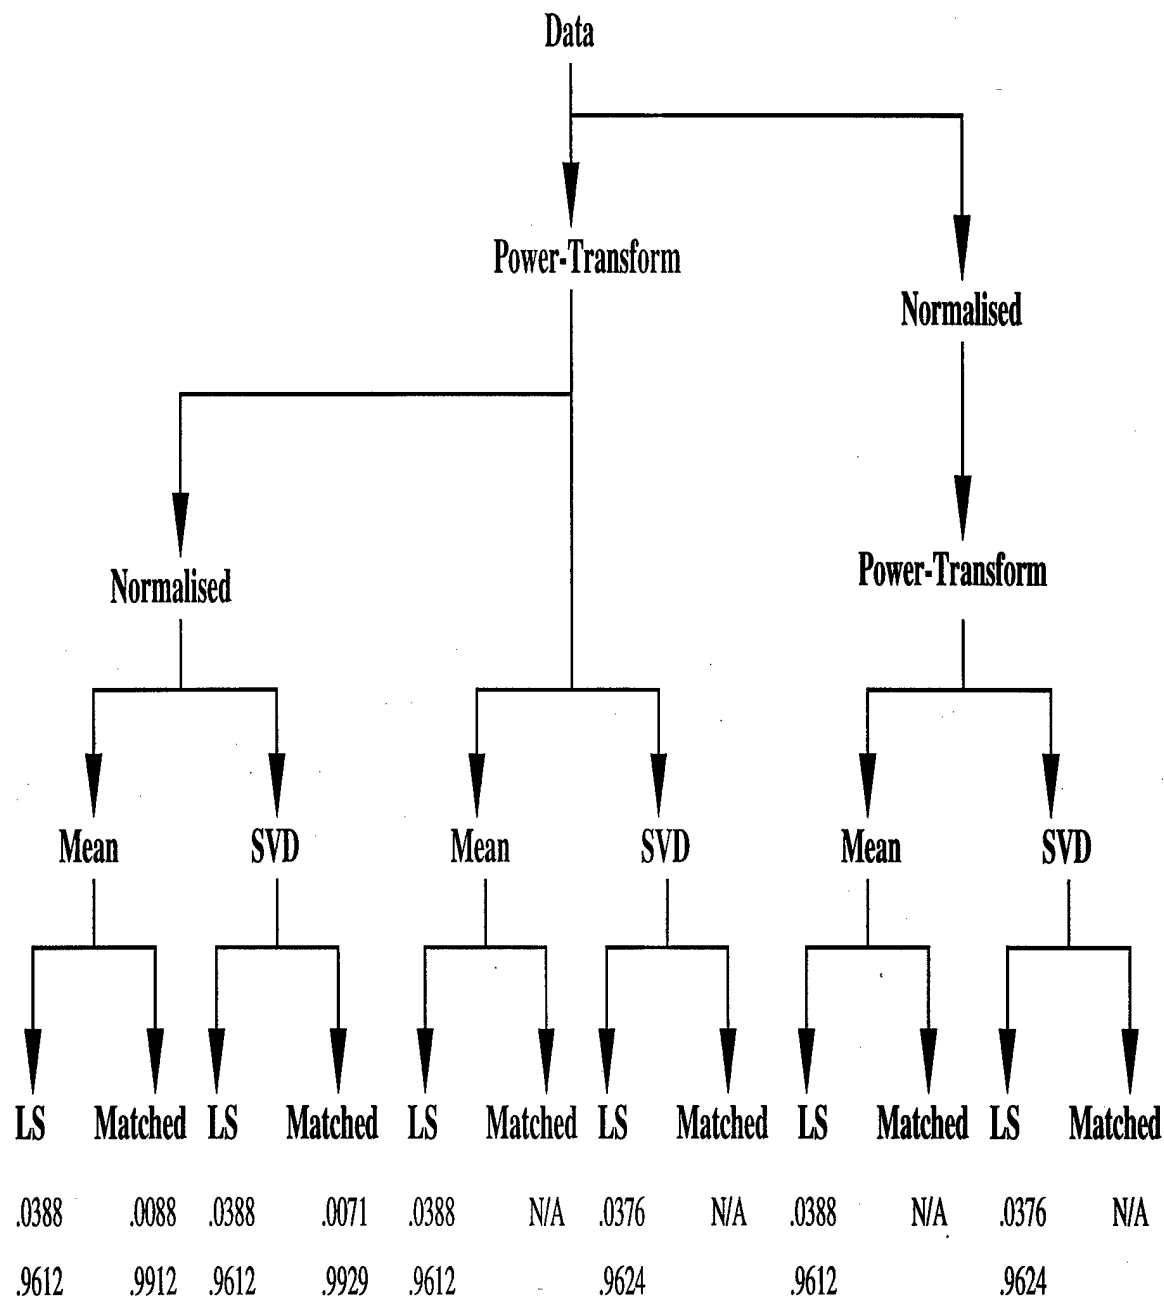 Data
Power-Transform
Normalised
Normalised
Power-Transform
Mean SVD Mean SVD Mean SVD
LS Matched LS Matched LS Matched LS Matched LS Matched LS Matched
.0388 .0088 .0388 .0071 .0388 N/A .0376 N/A .0388 N/A .0376 N/A
.9612 .9912 .9612 .9929 .9612 .9624 .9612 .9624